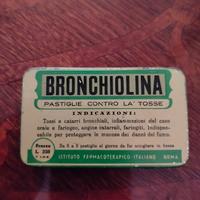 BRONCHIOLINA
PASTIGLIE CONTRO LA TOSSE
INDICAZIONI:
Tossi e catarri bronchiali, infiammazioni del cavo
orale e faringeo, angine catarrali, faringiti. Indispen-
sabile per proteggere le mucose dai danni del fumo.
PREZZO
L. 250
Da 6 a 8 pastiglie al giorno da far sciogliere in bocca
ISTITUTO FARMACOTERAPICO ITALIANO ROMA